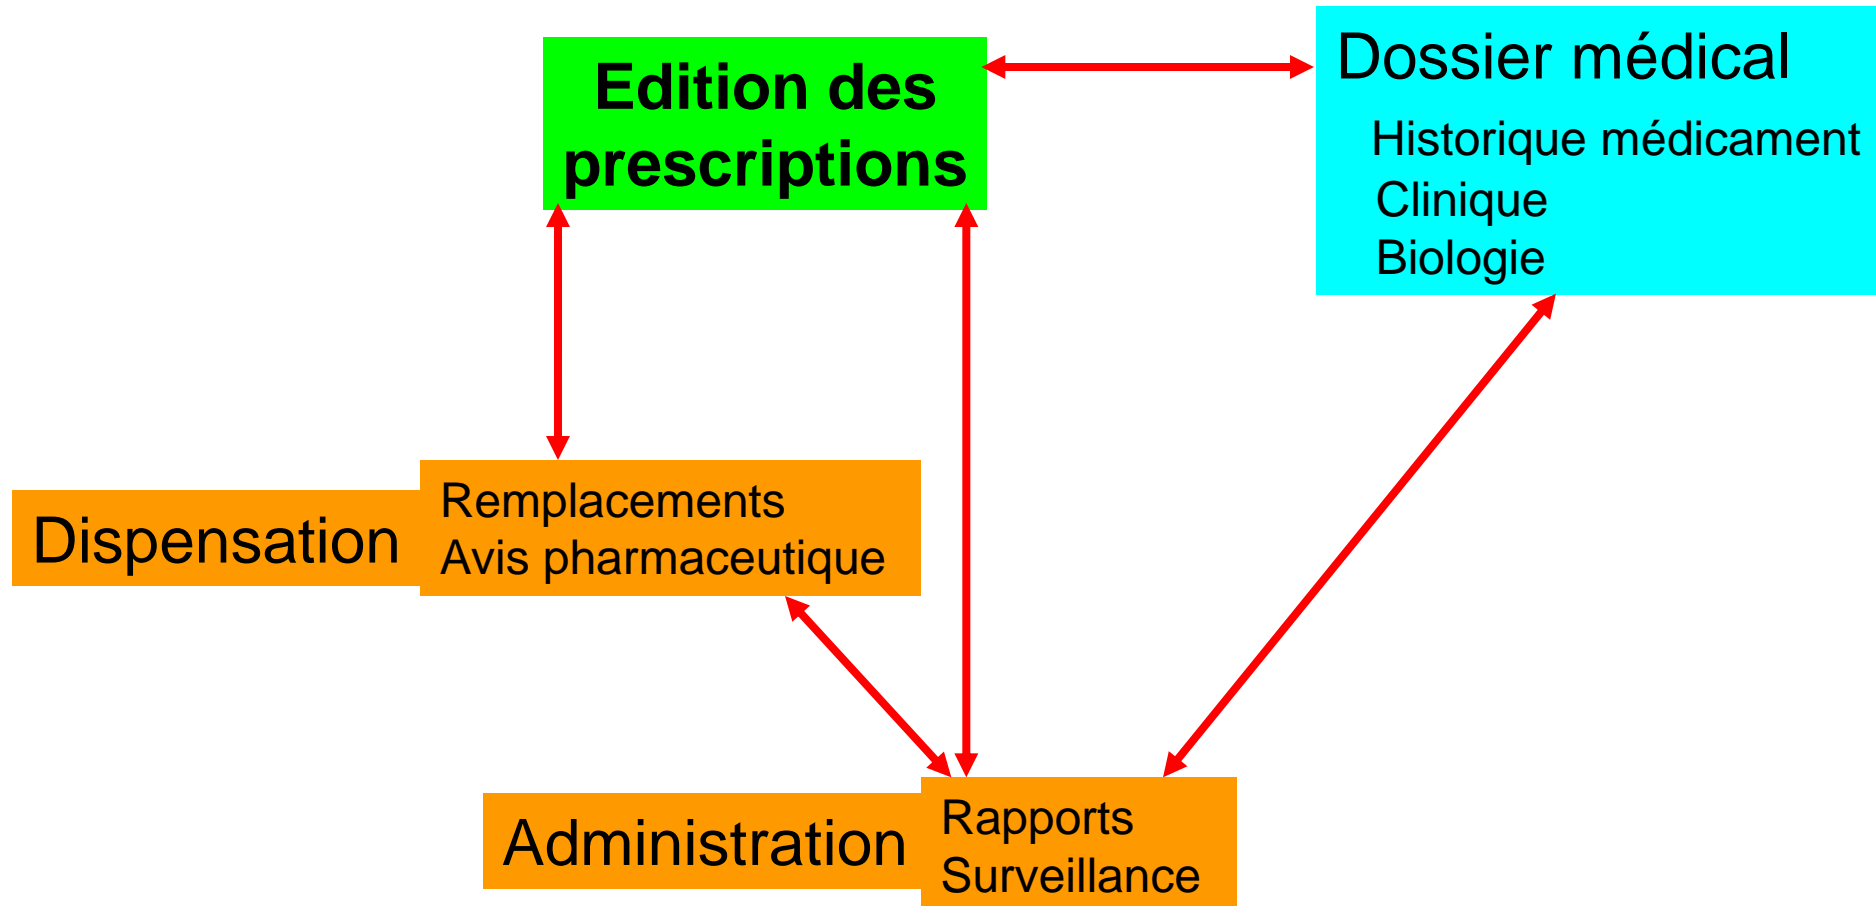 Edition des
prescriptions
Dossier médical
Historique médicament
Clinique
Biologie
Dispensation
Remplacements
Avis pharmaceutique
Administration
Rapports
Surveillance